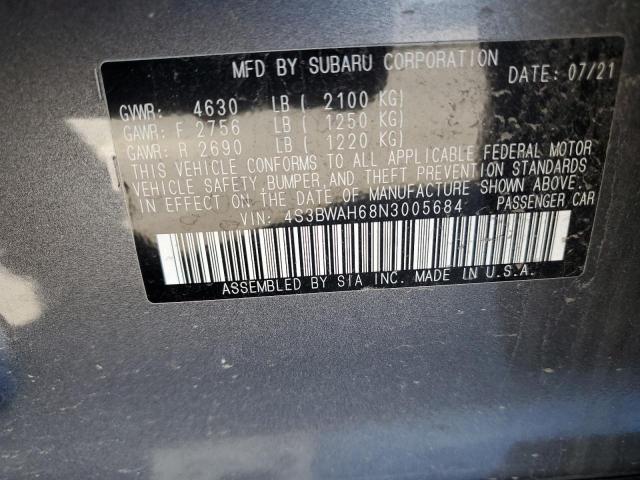 MFD BY SUBARU CORPORATION DATE: 07/21
GVWR: 4630 LB ( 2100 KG)
GAWR: F 2756 LB ( 1250 KG)
GAWR: R 2690 LB ( 1220 KG)
THIS VEHICLE CONFORMS TO ALL APPLICABLE FEDERAL MOTOR
VEHICLE SAFETY, BUMPER, AND THEFT PREVENTION STANDARDS
IN EFFECT ON THE DATE OF MANUFACTURE SHOWN ABOVE.
VIN: 4S3BWAH68N3005684 PASSENGER CAR
ASSEMBLED BY SIA INC. MADE IN U.S.A.